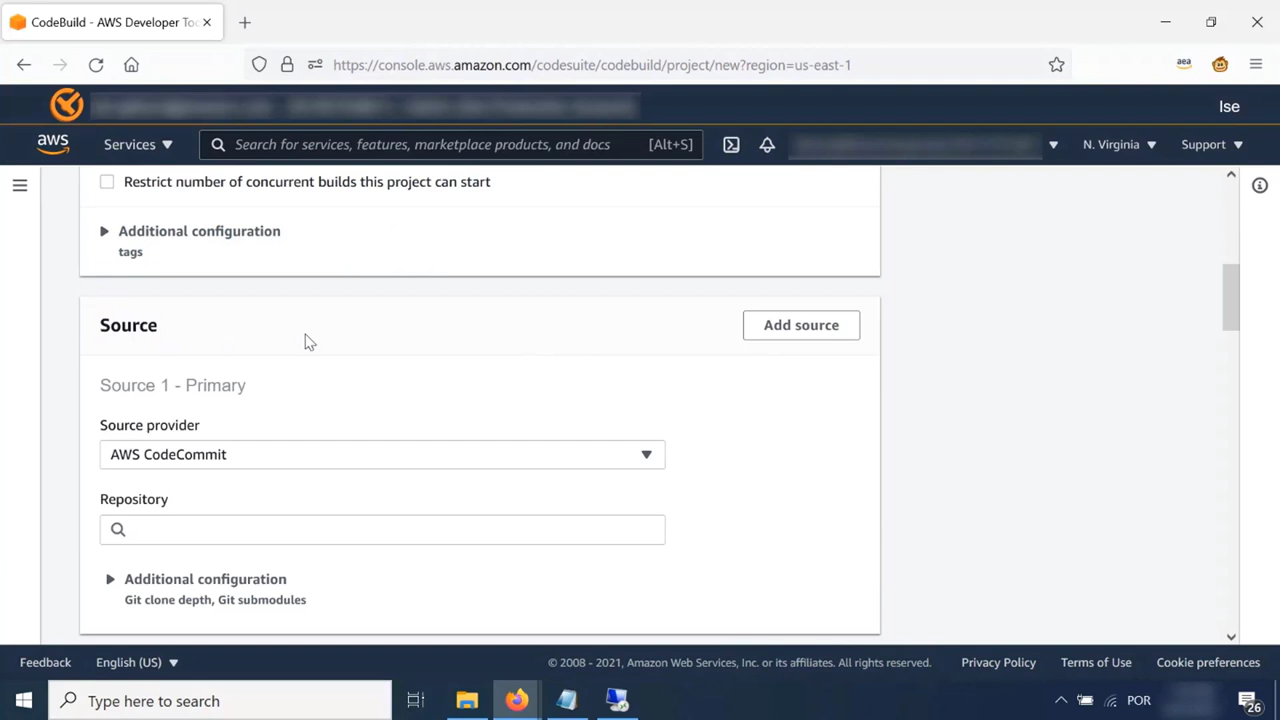 CodeBuild - AWS Developer Too
https://console.aws.amazon.com/codesuite/codebuild/project/new?region=us-east-1
aea
Ise
aws
Services
Search for services, features, marketplace products, and docs
[Alt+S]
N. Virginia
Support
Restrict number of concurrent builds this project can start
Additional configuration
tags
Source
Add source
Source 1 - Primary
Source provider
AWS CodeCommit
Repository
Additional configuration
Git clone depth, Git submodules
Feedback
English (US)
© 2008 - 2021, Amazon Web Services, Inc. or its affiliates. All rights reserved.
Privacy Policy
Terms of Use
Cookie preferences
Type here to search
POR
26